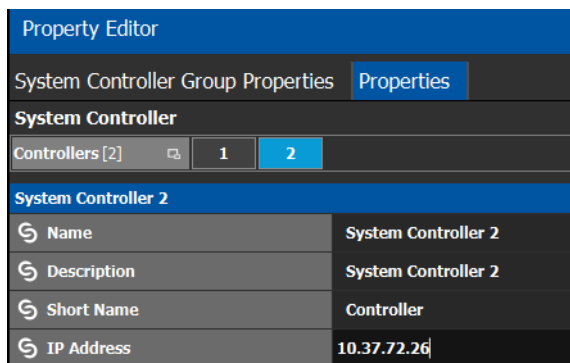 Property Editor
System Controller Group Properties Properties
System Controller
Controllers [2] 1 2
System Controller 2
Name System Controller 2
Description System Controller 2
Short Name Controller
IP Address 10.37.72.26